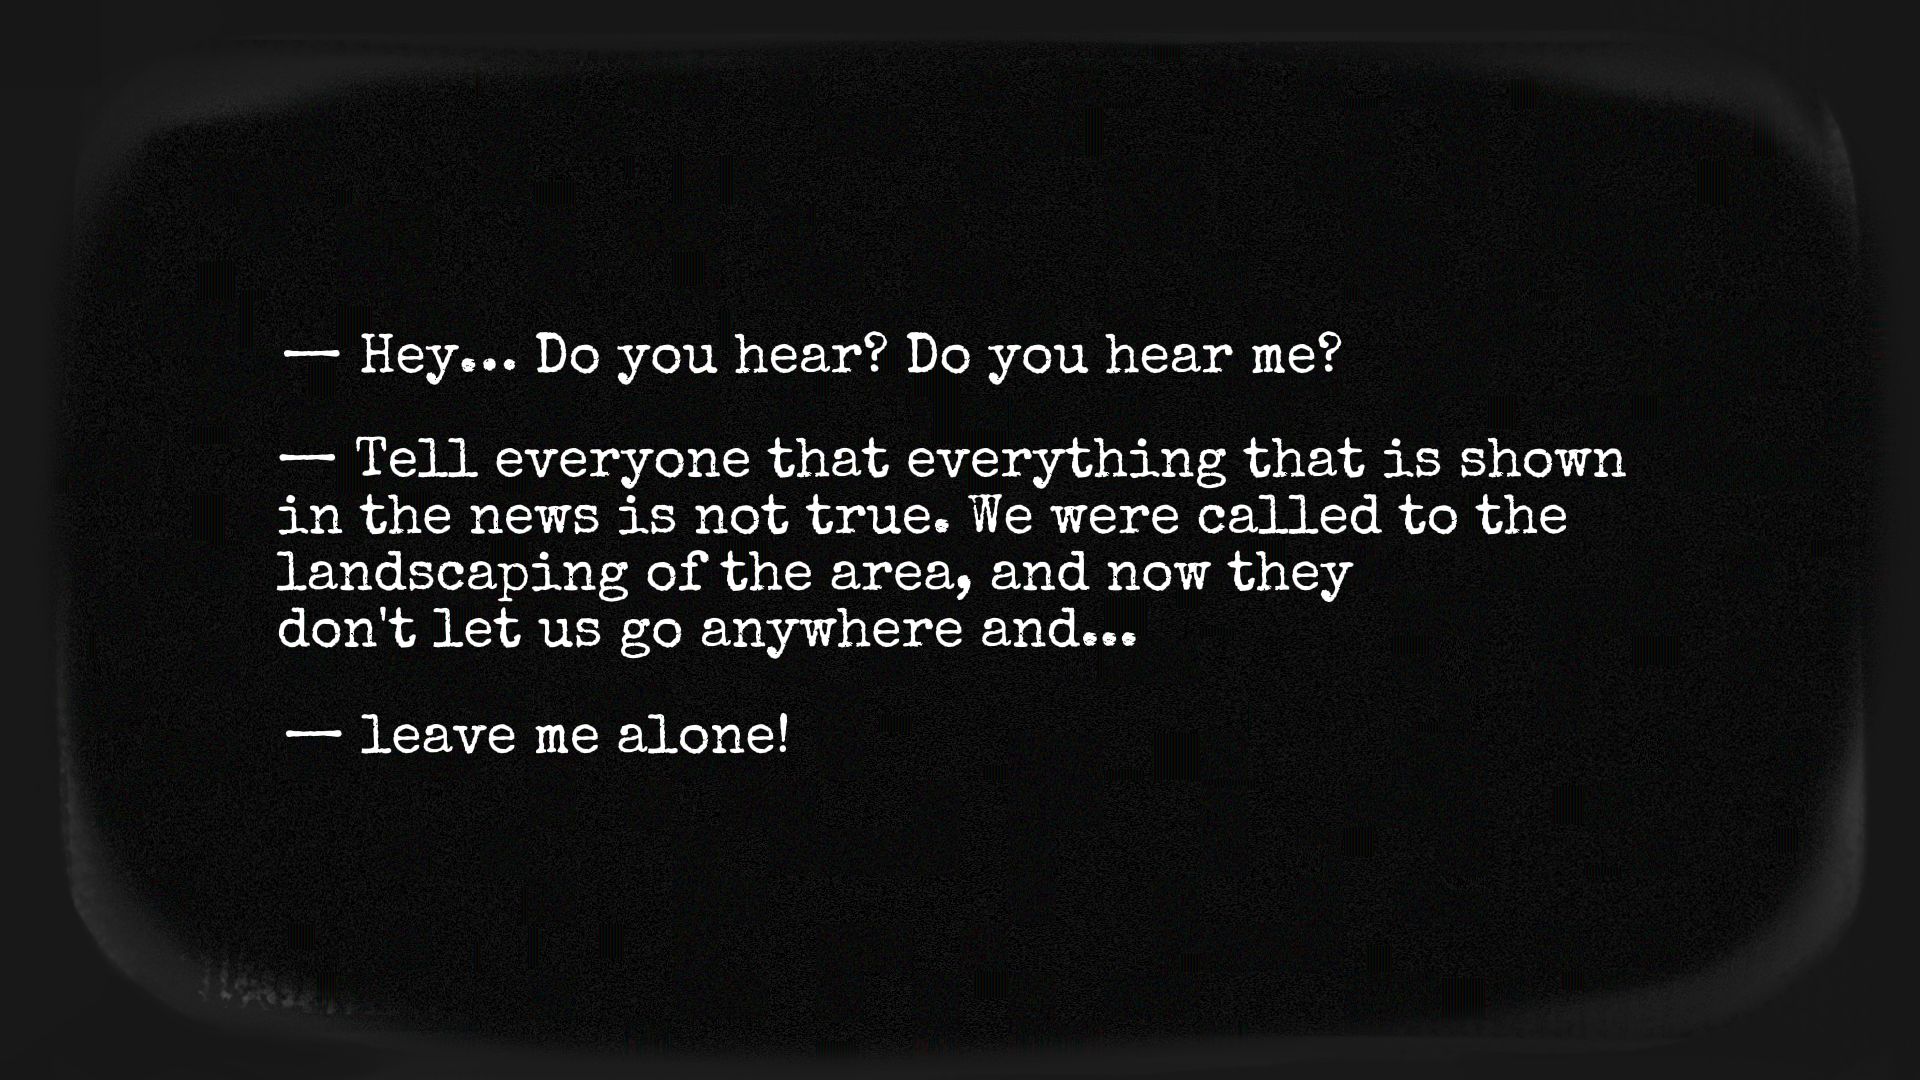 — Hey... Do you hear? Do you hear me?
— Tell everyone that everything that is shown
in the news is not true. We were called to the
landscaping of the area, and now they
don't let us go anywhere and...
— leave me alone!